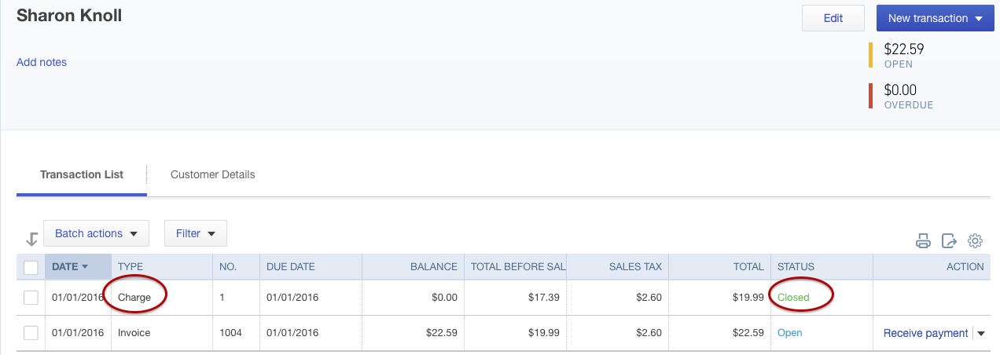 Sharon Knoll
Edit
New transaction
Add notes
$22.59
OPEN
$0.00
OVERDUE
Transaction List
Customer Details
Batch actions
Filter
DATE TYPE NO. DUE DATE BALANCE TOTAL BEFORE SAL SALES TAX TOTAL STATUS ACTION
01/01/2016 Charge 1 01/01/2016 $0.00 $17.39 $2.60 $19.99 Closed
01/01/2016 Invoice 1004 01/01/2016 $22.59 $19.99 $2.60 $22.59 Open Receive payment